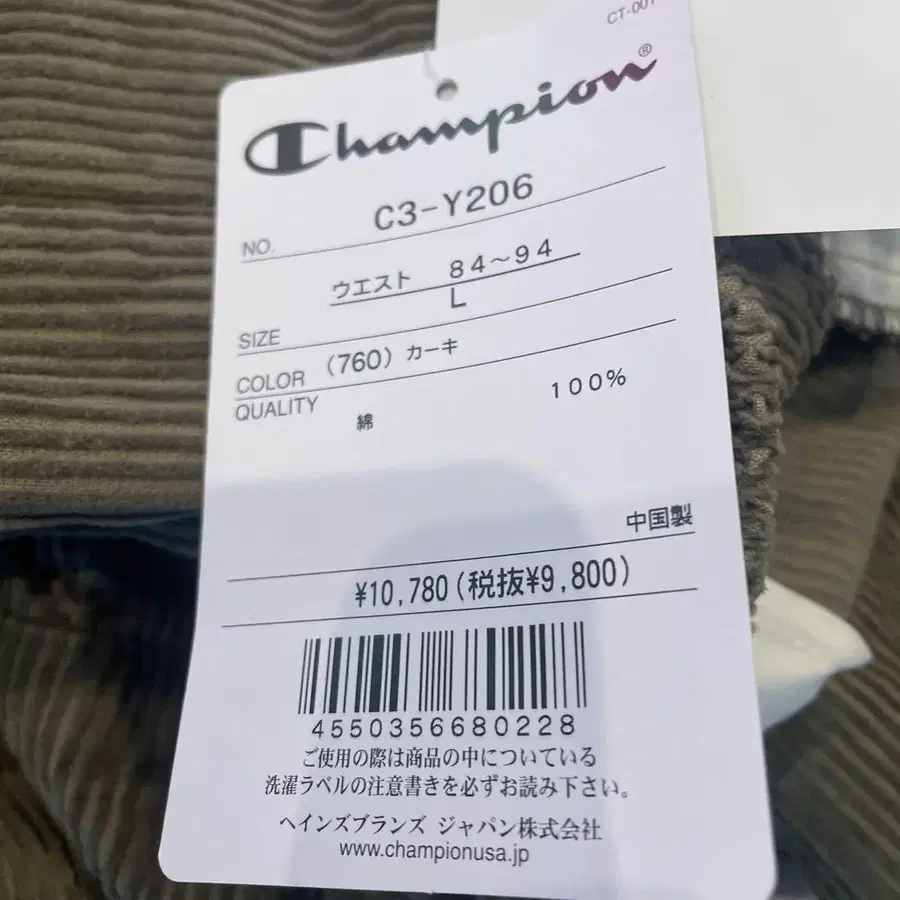 CT-001
Champion®
NO. C3-Y206
ウエスト 84～94
SIZE L
COLOR (760) カーキ
QUALITY
綿 100%
中国製
¥10,780(税抜¥9,800)
4550356680228
ご使用の際は商品の中についている
洗濯ラベルの注意書きを必ずお読み下さい。
ヘインズブランズ ジャパン株式会社
www.championusa.jp